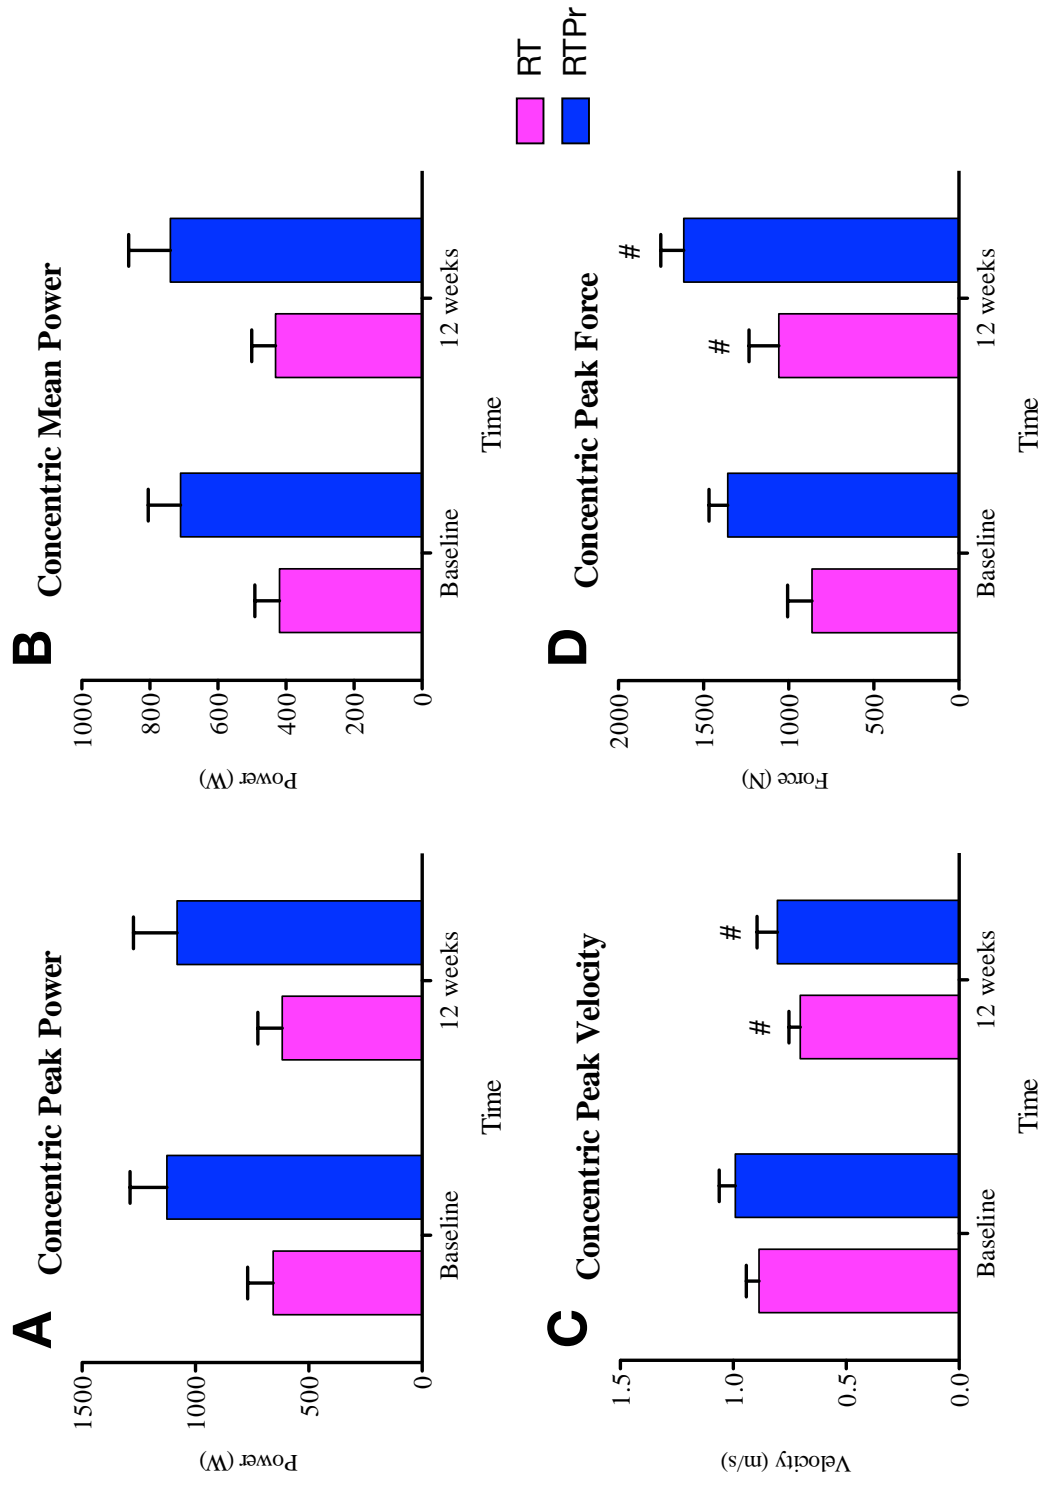 A
Concentric Peak Power
Power (W)
1500
1000
500
0
Baseline
12 weeks
Time
B
Concentric Mean Power
Power (W)
1000
800
600
400
200
0
Baseline
12 weeks
Time
C
Concentric Peak Velocity
Velocity (m/s)
1.5
1.0
0.5
0.0
#
#
Baseline
12 weeks
Time
D
Concentric Peak Force
Force (N)
2000
1500
1000
500
0
#
#
Baseline
12 weeks
Time
RT
RTPr